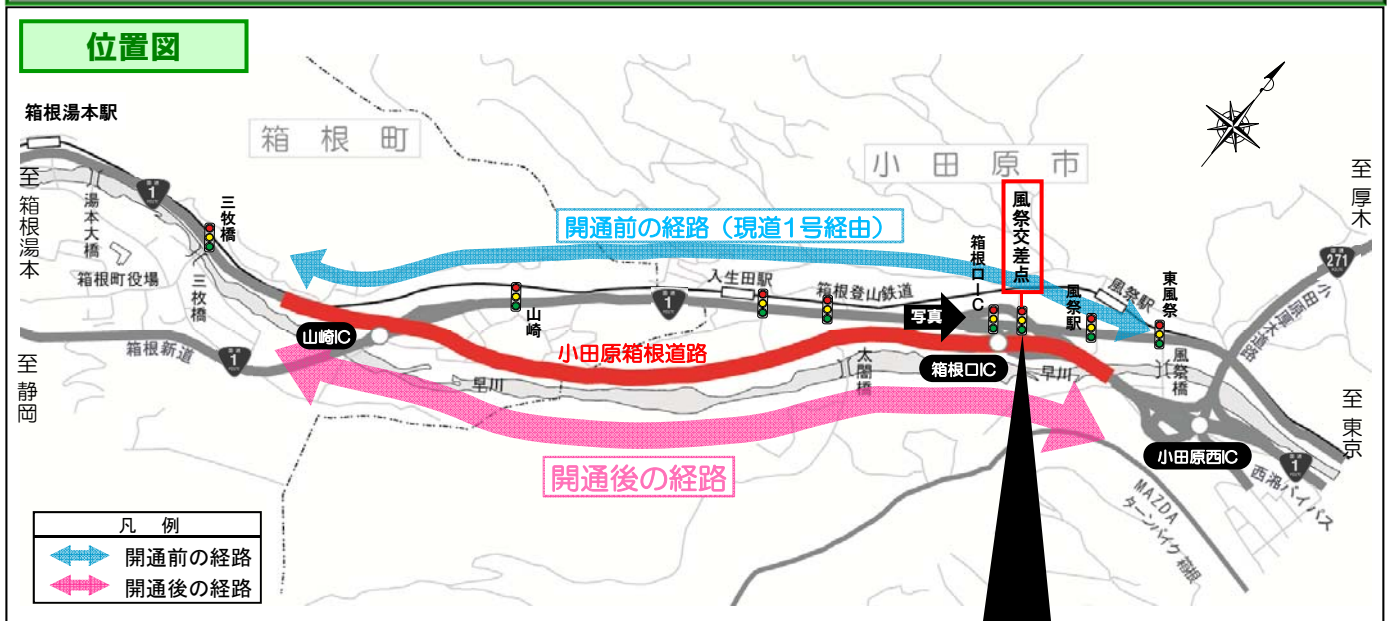 位置図
箱根湯本駅
箱根町
小田原市
至箱根湯本
1
湯本大橋
箱根町役場
三枚橋
三枚橋
開通前の経路（現道1号経由）
風祭交差点
箱根口IC
至厚木
271
小田原厚木道路
入生田駅
箱根登山鉄道
風祭駅
風祭駅
東風祭
山崎
1
写真
山崎IC
小田原箱根道路
箱根新道
1
至静岡
早川
太閤橋
箱根口IC
早川
風祭橋
至東京
小田原西IC
1
西湘バイパス
MAZDA
ターンパイク箱根
開通後の経路
凡 例
開通前の経路
開通後の経路